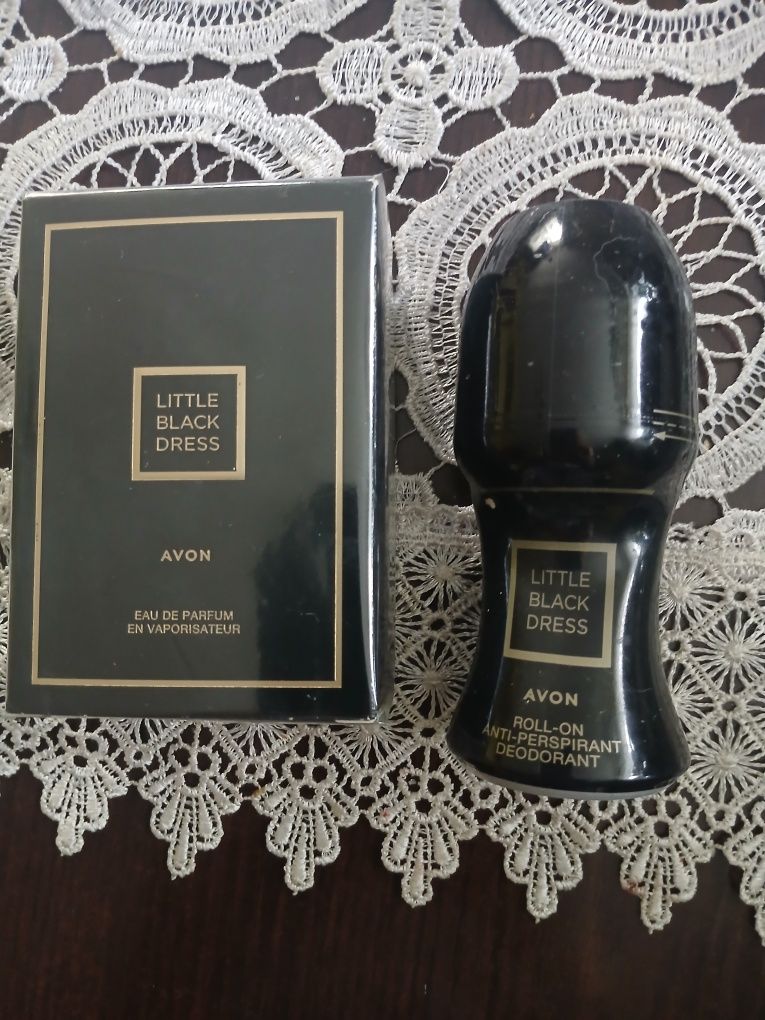 LITTLE
BLACK
DRESS
AVON
EAU DE PARFUM
EN VAPORISATEUR
LITTLE
BLACK
DRESS
AVON
ROLL-ON
ANTI-PERSPIRANT
DEODORANT